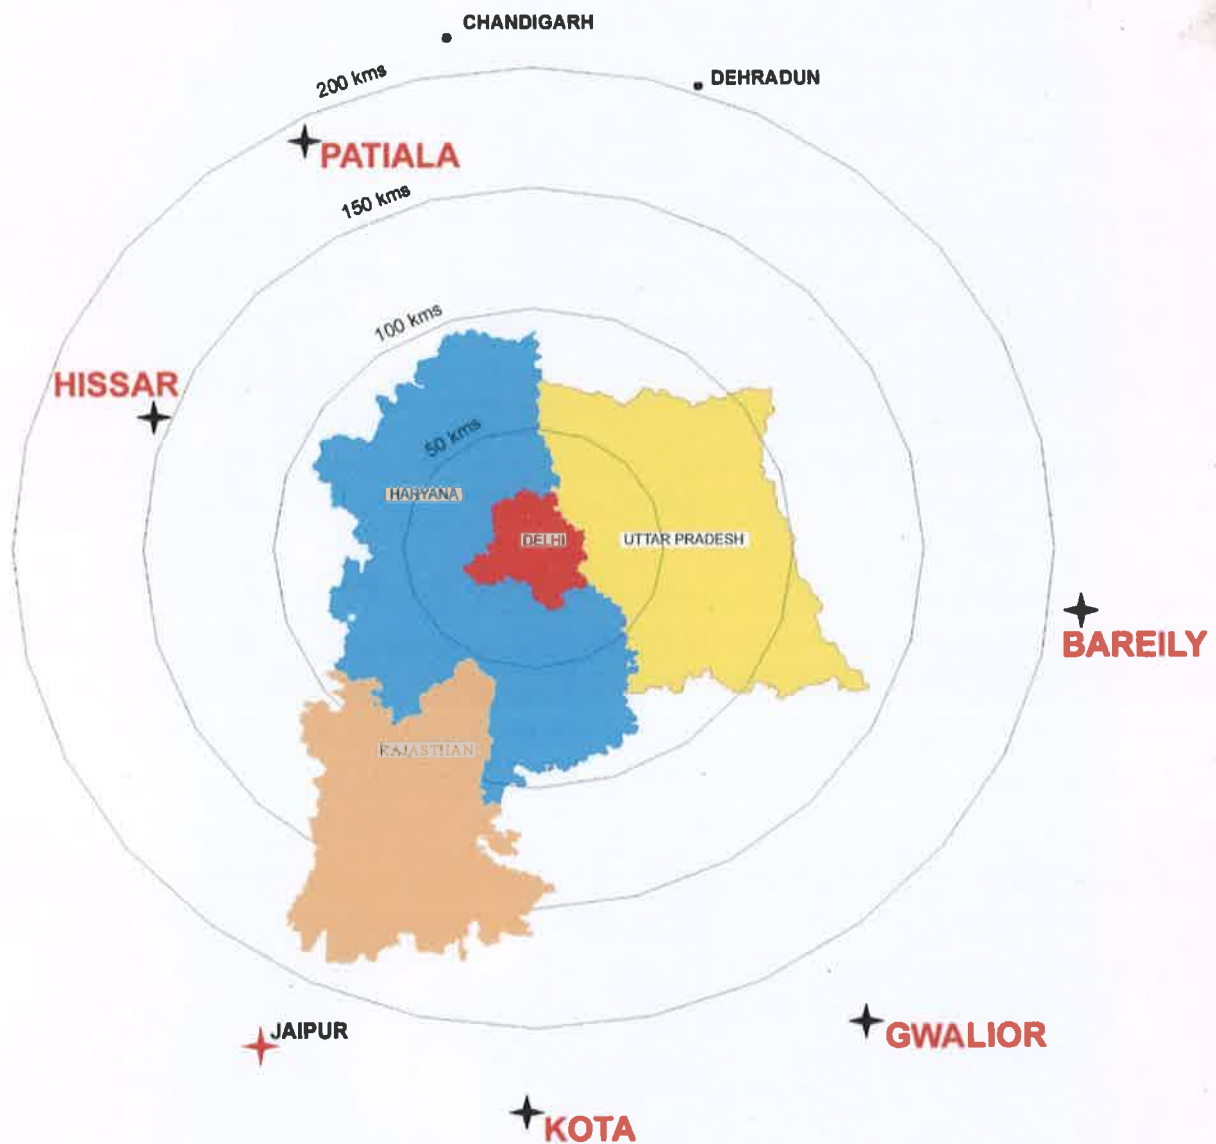 CHANDIGARH
200 kms
DEHRADUN
PATIALA
150 kms
100 kms
HISSAR
50 kms
HARYANA
DELHI
UTTAR PRADESH
BAREILY
RAJASTHAN
JAIPUR
GWALIOR
KOTA